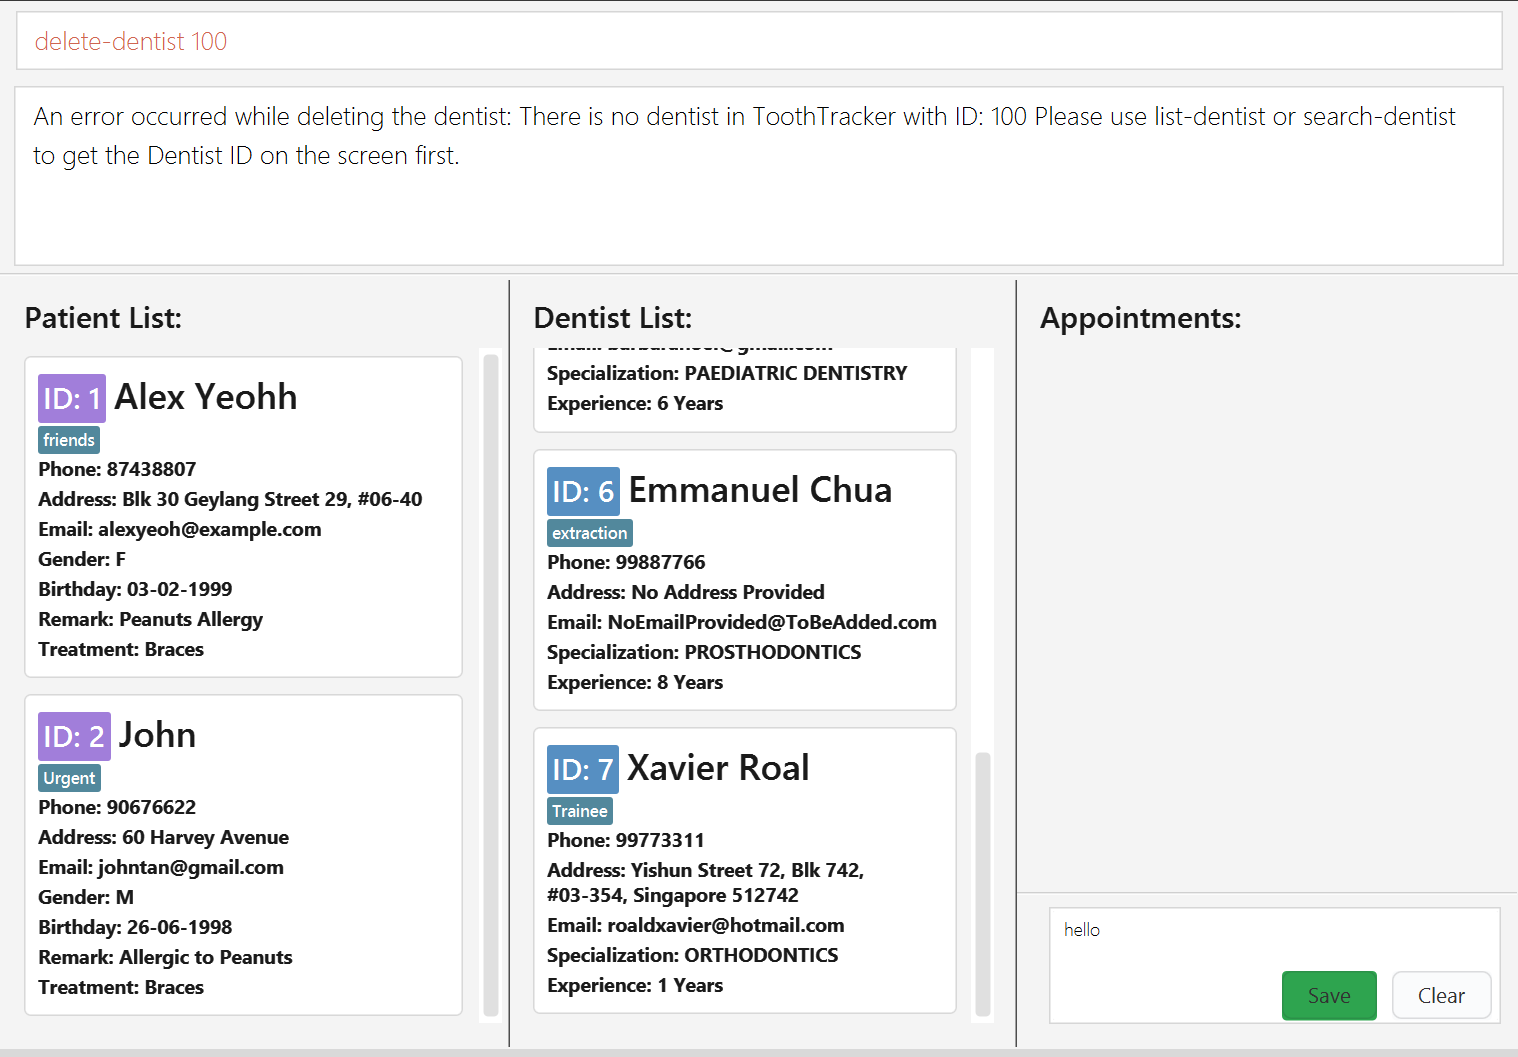 delete-dentist 100
An error occurred while deleting the dentist: There is no dentist in ToothTracker with ID: 100 Please use list-dentist or search-dentist
to get the Dentist ID on the screen first.
Patient List:
ID: 1 Alex Yeohh
friends
Phone: 87438807
Address: Blk 30 Geylang Street 29, #06-40
Email: alexyeoh@example.com
Gender: F
Birthday: 03-02-1999
Remark: Peanuts Allergy
Treatment: Braces
ID: 2 John
Urgent
Phone: 90676622
Address: 60 Harvey Avenue
Email: johntan@gmail.com
Gender: M
Birthday: 26-06-1998
Remark: Allergic to Peanuts
Treatment: Braces
Dentist List:
Specialization: PAEDIATRIC DENTISTRY
Experience: 6 Years
ID: 6 Emmanuel Chua
extraction
Phone: 99887766
Address: No Address Provided
Email: NoEmailProvided@ToBeAdded.com
Specialization: PROSTHODONTICS
Experience: 8 Years
ID: 7 Xavier Roal
Trainee
Phone: 99773311
Address: Yishun Street 72, Blk 742,
#03-354, Singapore 512742
Email: roaldxavier@hotmail.com
Specialization: ORTHODONTICS
Experience: 1 Years
Appointments:
hello
Save Clear